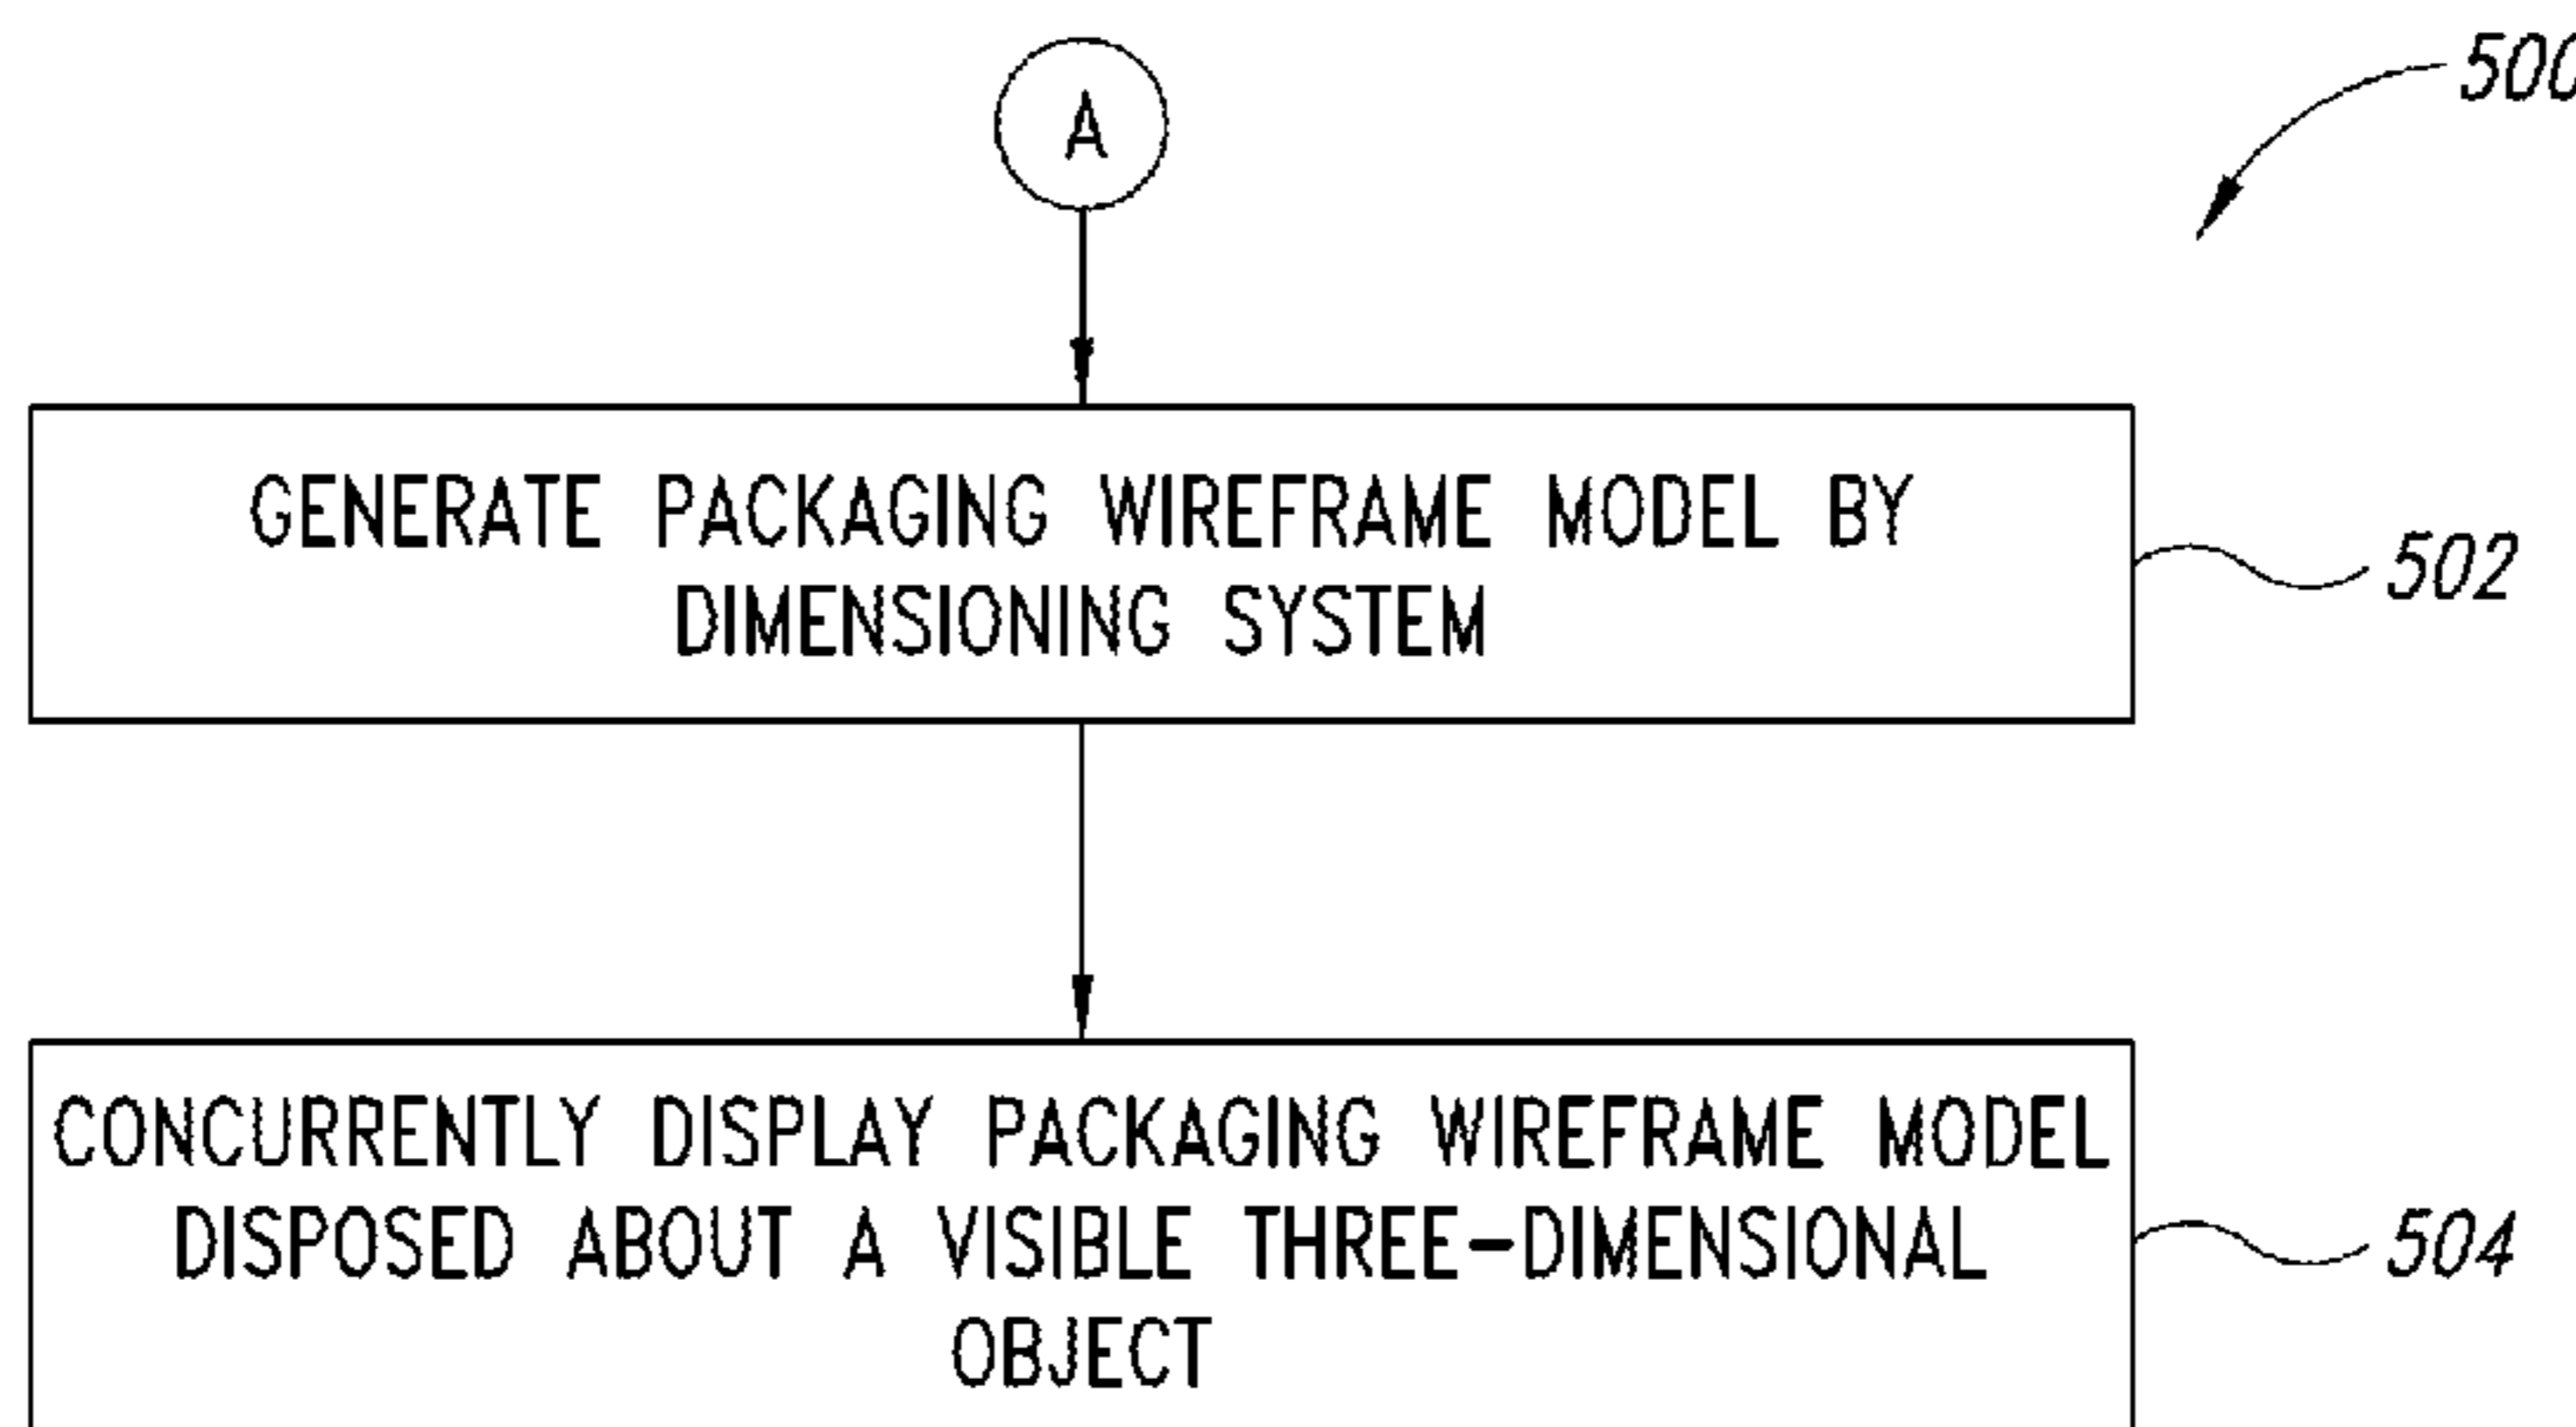 A
500
GENERATE PACKAGING WIREFRAME MODEL BY
DIMENSIONING SYSTEM
502
CONCURRENTLY DISPLAY PACKAGING WIREFRAME MODEL
DISPOSED ABOUT A VISIBLE THREE-DIMENSIONAL
OBJECT
504